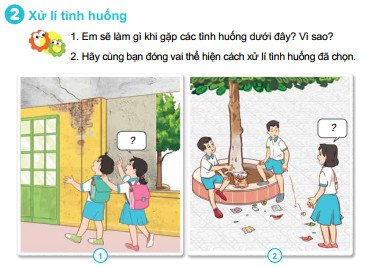 2 Xử lí tình huống
1. Em sẽ làm gì khi gặp các tình huống dưới đây? Vì sao?
2. Hãy cùng bạn đóng vai thể hiện cách xử lí tình huống đã chọn.
?
?
1
2